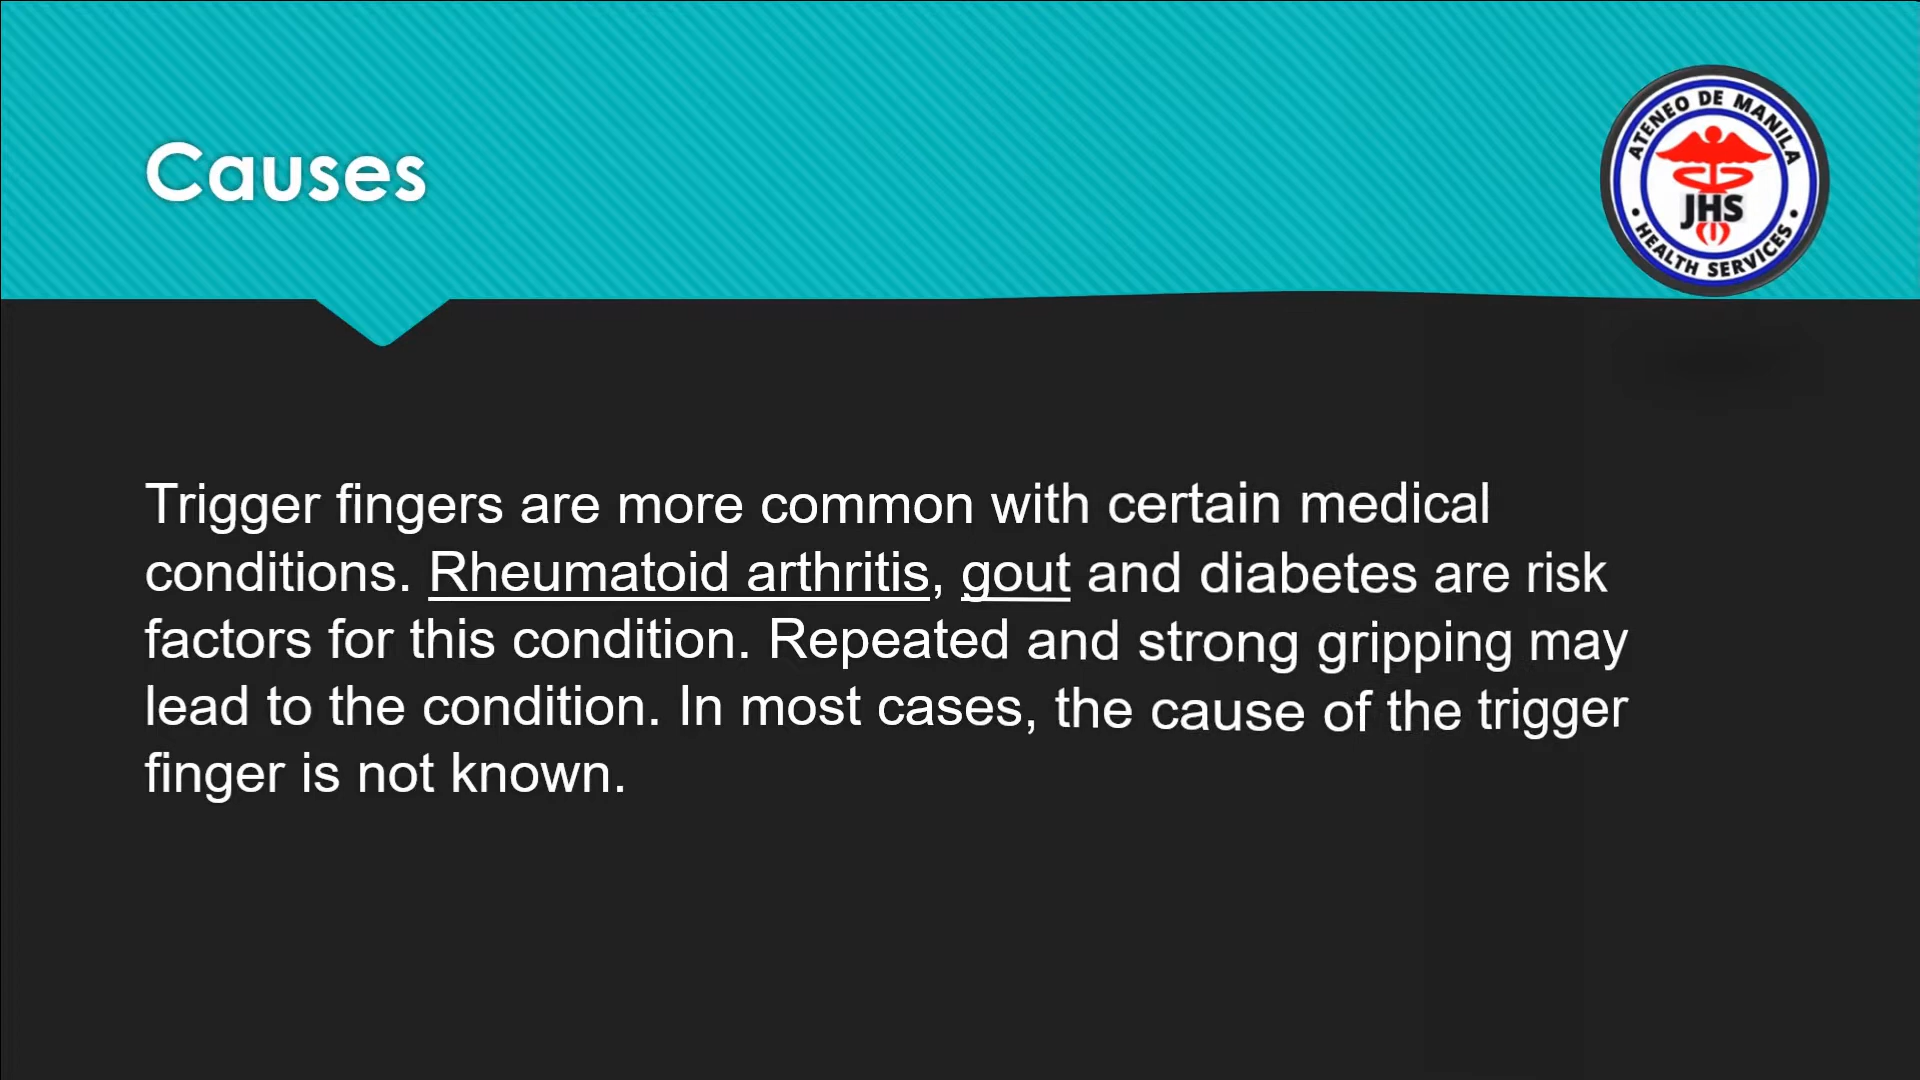 Causes
ATENEO DE MANILA
JHS
• HEALTH SERVICES •
Trigger fingers are more common with certain medical
conditions. Rheumatoid arthritis, gout and diabetes are risk
factors for this condition. Repeated and strong gripping may
lead to the condition. In most cases, the cause of the trigger
finger is not known.